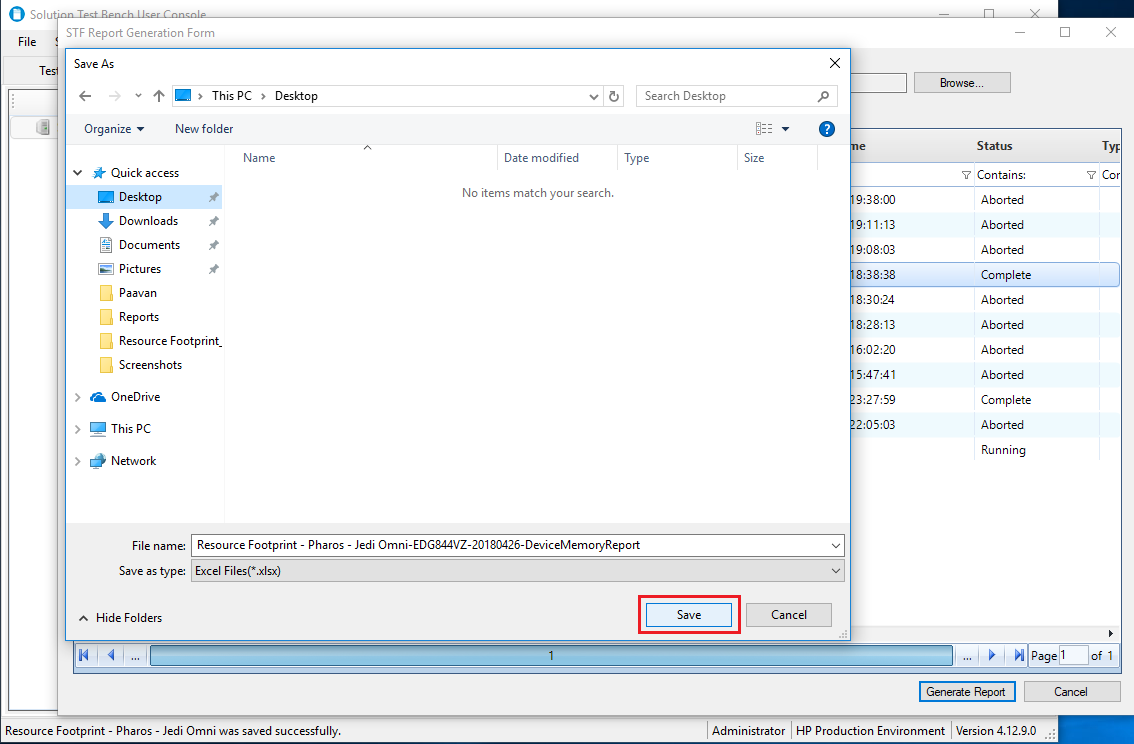 Solution Test Bench User Console
STF Report Generation Form
File
Save As
Test
This PC > Desktop
Search Desktop
Browse...
Organize
New folder
?
Name
Date modified
Type
Size
No items match your search.
Quick access
Desktop
Downloads
Documents
Pictures
Paavan
Reports
Resource Footprint_
Screenshots
OneDrive
This PC
Network
me Status Typ
Contains: Con
19:38:00 Aborted
19:11:13 Aborted
19:08:03 Aborted
18:38:38 Complete
18:30:24 Aborted
18:28:13 Aborted
16:02:20 Aborted
15:47:41 Aborted
23:27:59 Complete
22:05:03 Aborted
Running
File name: Resource Footprint - Pharos - Jedi Omni-EDG844VZ-20180426-DeviceMemoryReport
Save as type: Excel Files(*.xlsx)
Hide Folders
Save
Cancel
... 1 ... Page 1 of 1
Generate Report
Cancel
Resource Footprint - Pharos - Jedi Omni was saved successfully.
Administrator
HP Production Environment
Version 4.12.9.0